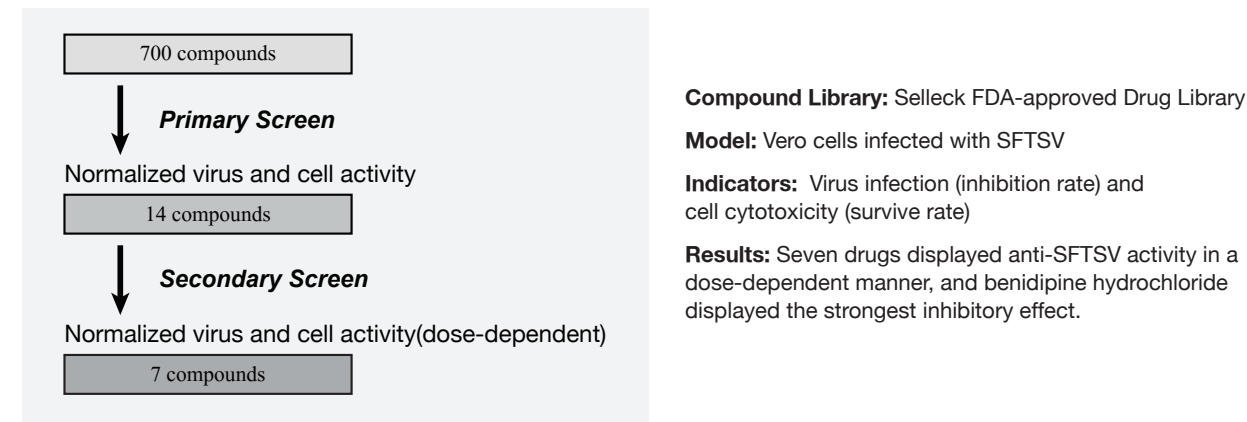 700 compounds
Primary Screen
Normalized virus and cell activity
14 compounds
Secondary Screen
Normalized virus and cell activity(dose-dependent)
7 compounds
Compound Library: Selleck FDA-approved Drug Library
Model: Vero cells infected with SFTSV
Indicators: Virus infection (inhibition rate) and
cell cytotoxicity (survive rate)
Results: Seven drugs displayed anti-SFTSV activity in a
dose-dependent manner, and benidipine hydrochloride
displayed the strongest inhibitory effect.